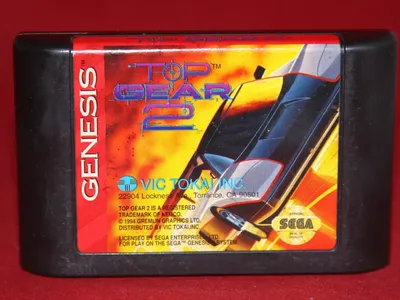 GENESIS
TOP™
GEAR
2
VIC TOKAI INC.
22904 Lockness Ave., Torrance, CA 90501
TOP GEAR 2 IS A REGISTERED
TRADEMARK OF KEMCO.
© 1994 GREMLIN GRAPHICS LTD.
DISTRIBUTED BY VIC TOKAI INC.
LICENSED BY SEGA ENTERPRISES LTD.
FOR PLAY ON THE SEGA™ GENESIS™ SYSTEM.
SEGA